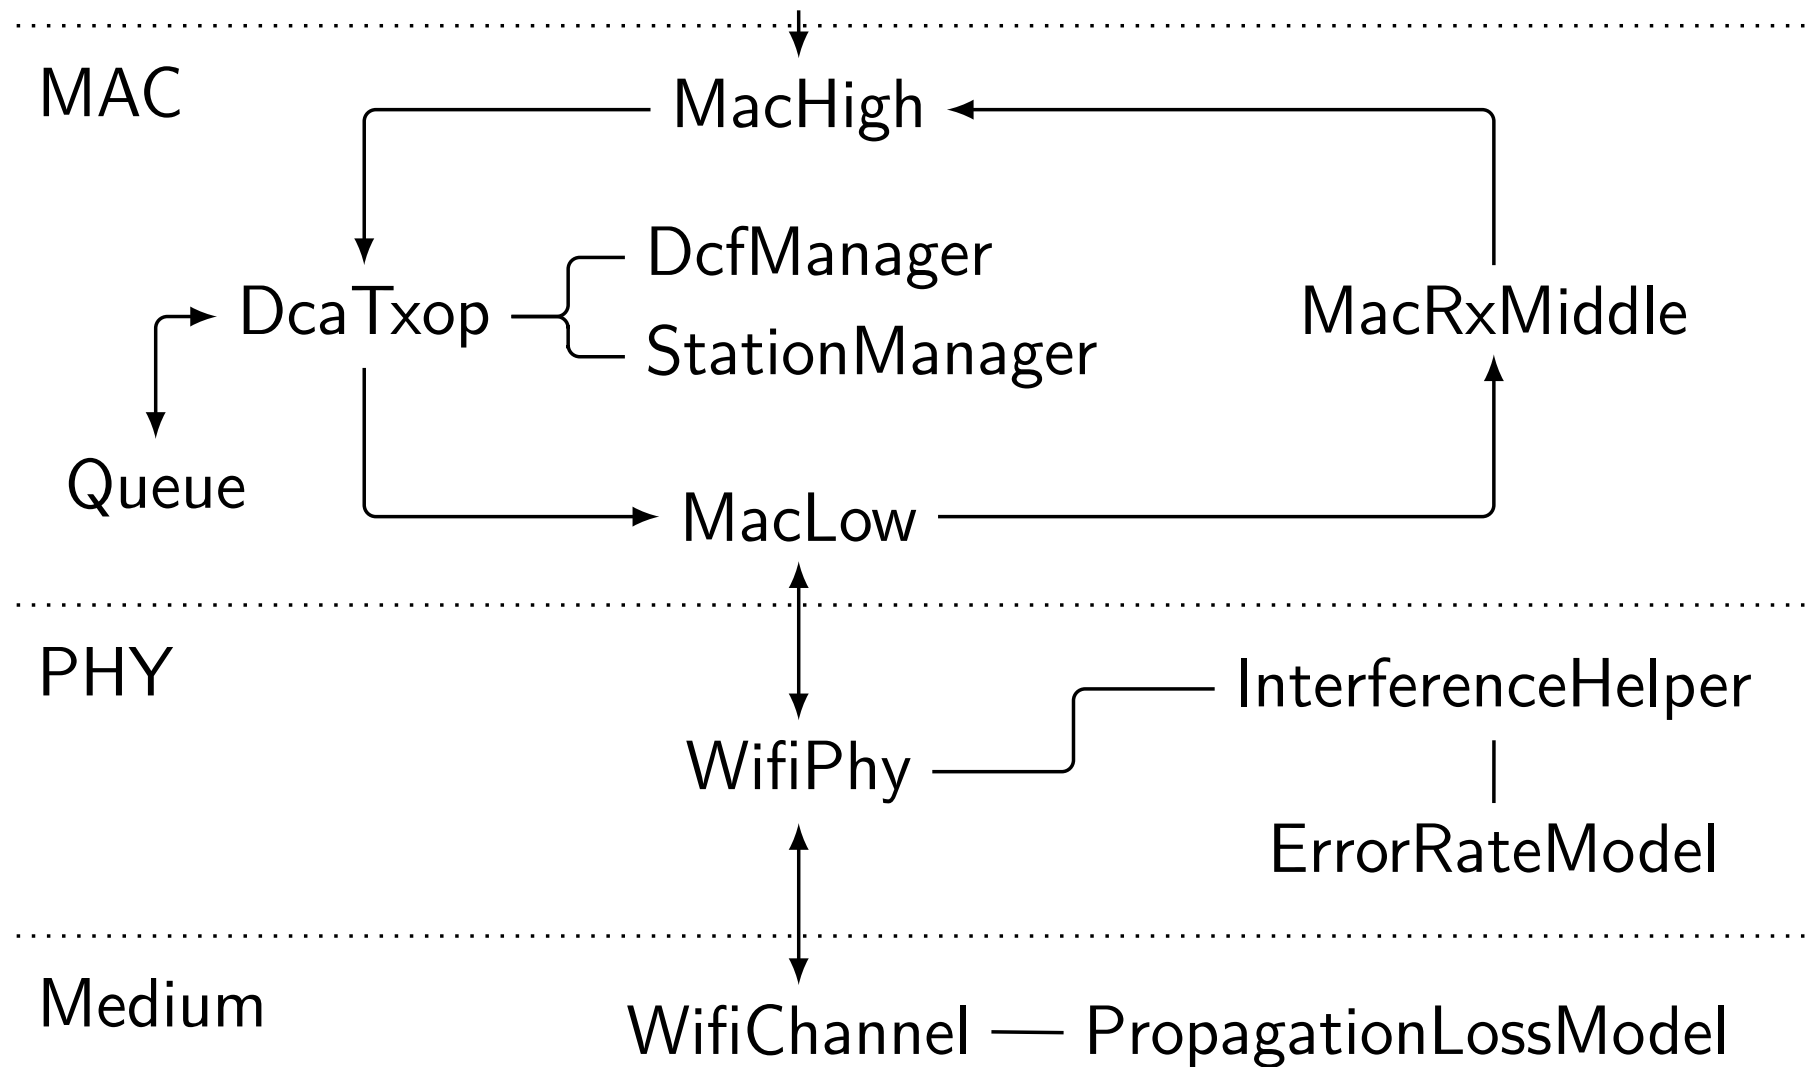 MAC
MacHigh
DcfManager
DcaTxop
MacRxMiddle
StationManager
Queue
MacLow
PHY
InterferenceHelper
WifiPhy
ErrorRateModel
Medium
WifiChannel
PropagationLossModel